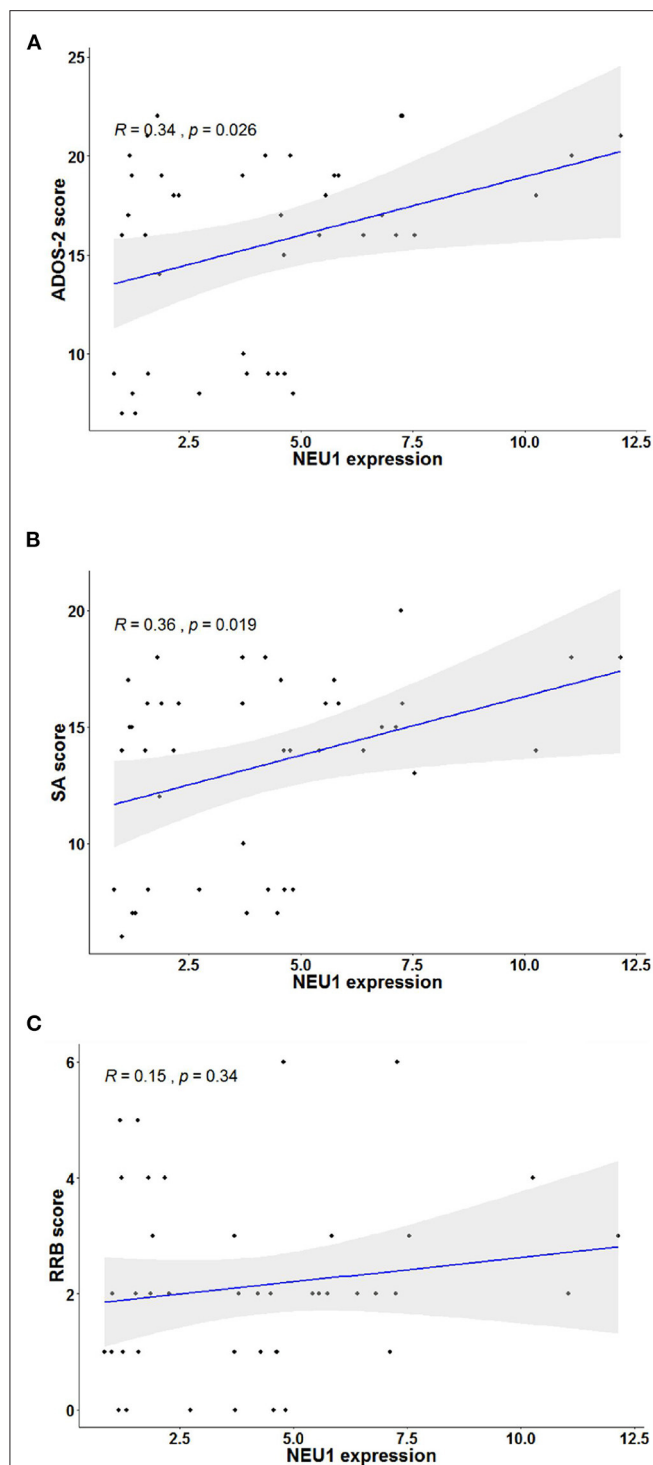 A
25
R = 0.34 , p = 0.026
20
15
10
ADOS-2 score
2.5 5.0 7.5 10.0 12.5
NEU1 expression
B
20
R = 0.36 , p = 0.019
15
10
SA score
2.5 5.0 7.5 10.0 12.5
NEU1 expression
C
6
R = 0.15 , p = 0.34
4
2
0
RRB score
2.5 5.0 7.5 10.0 12.5
NEU1 expression